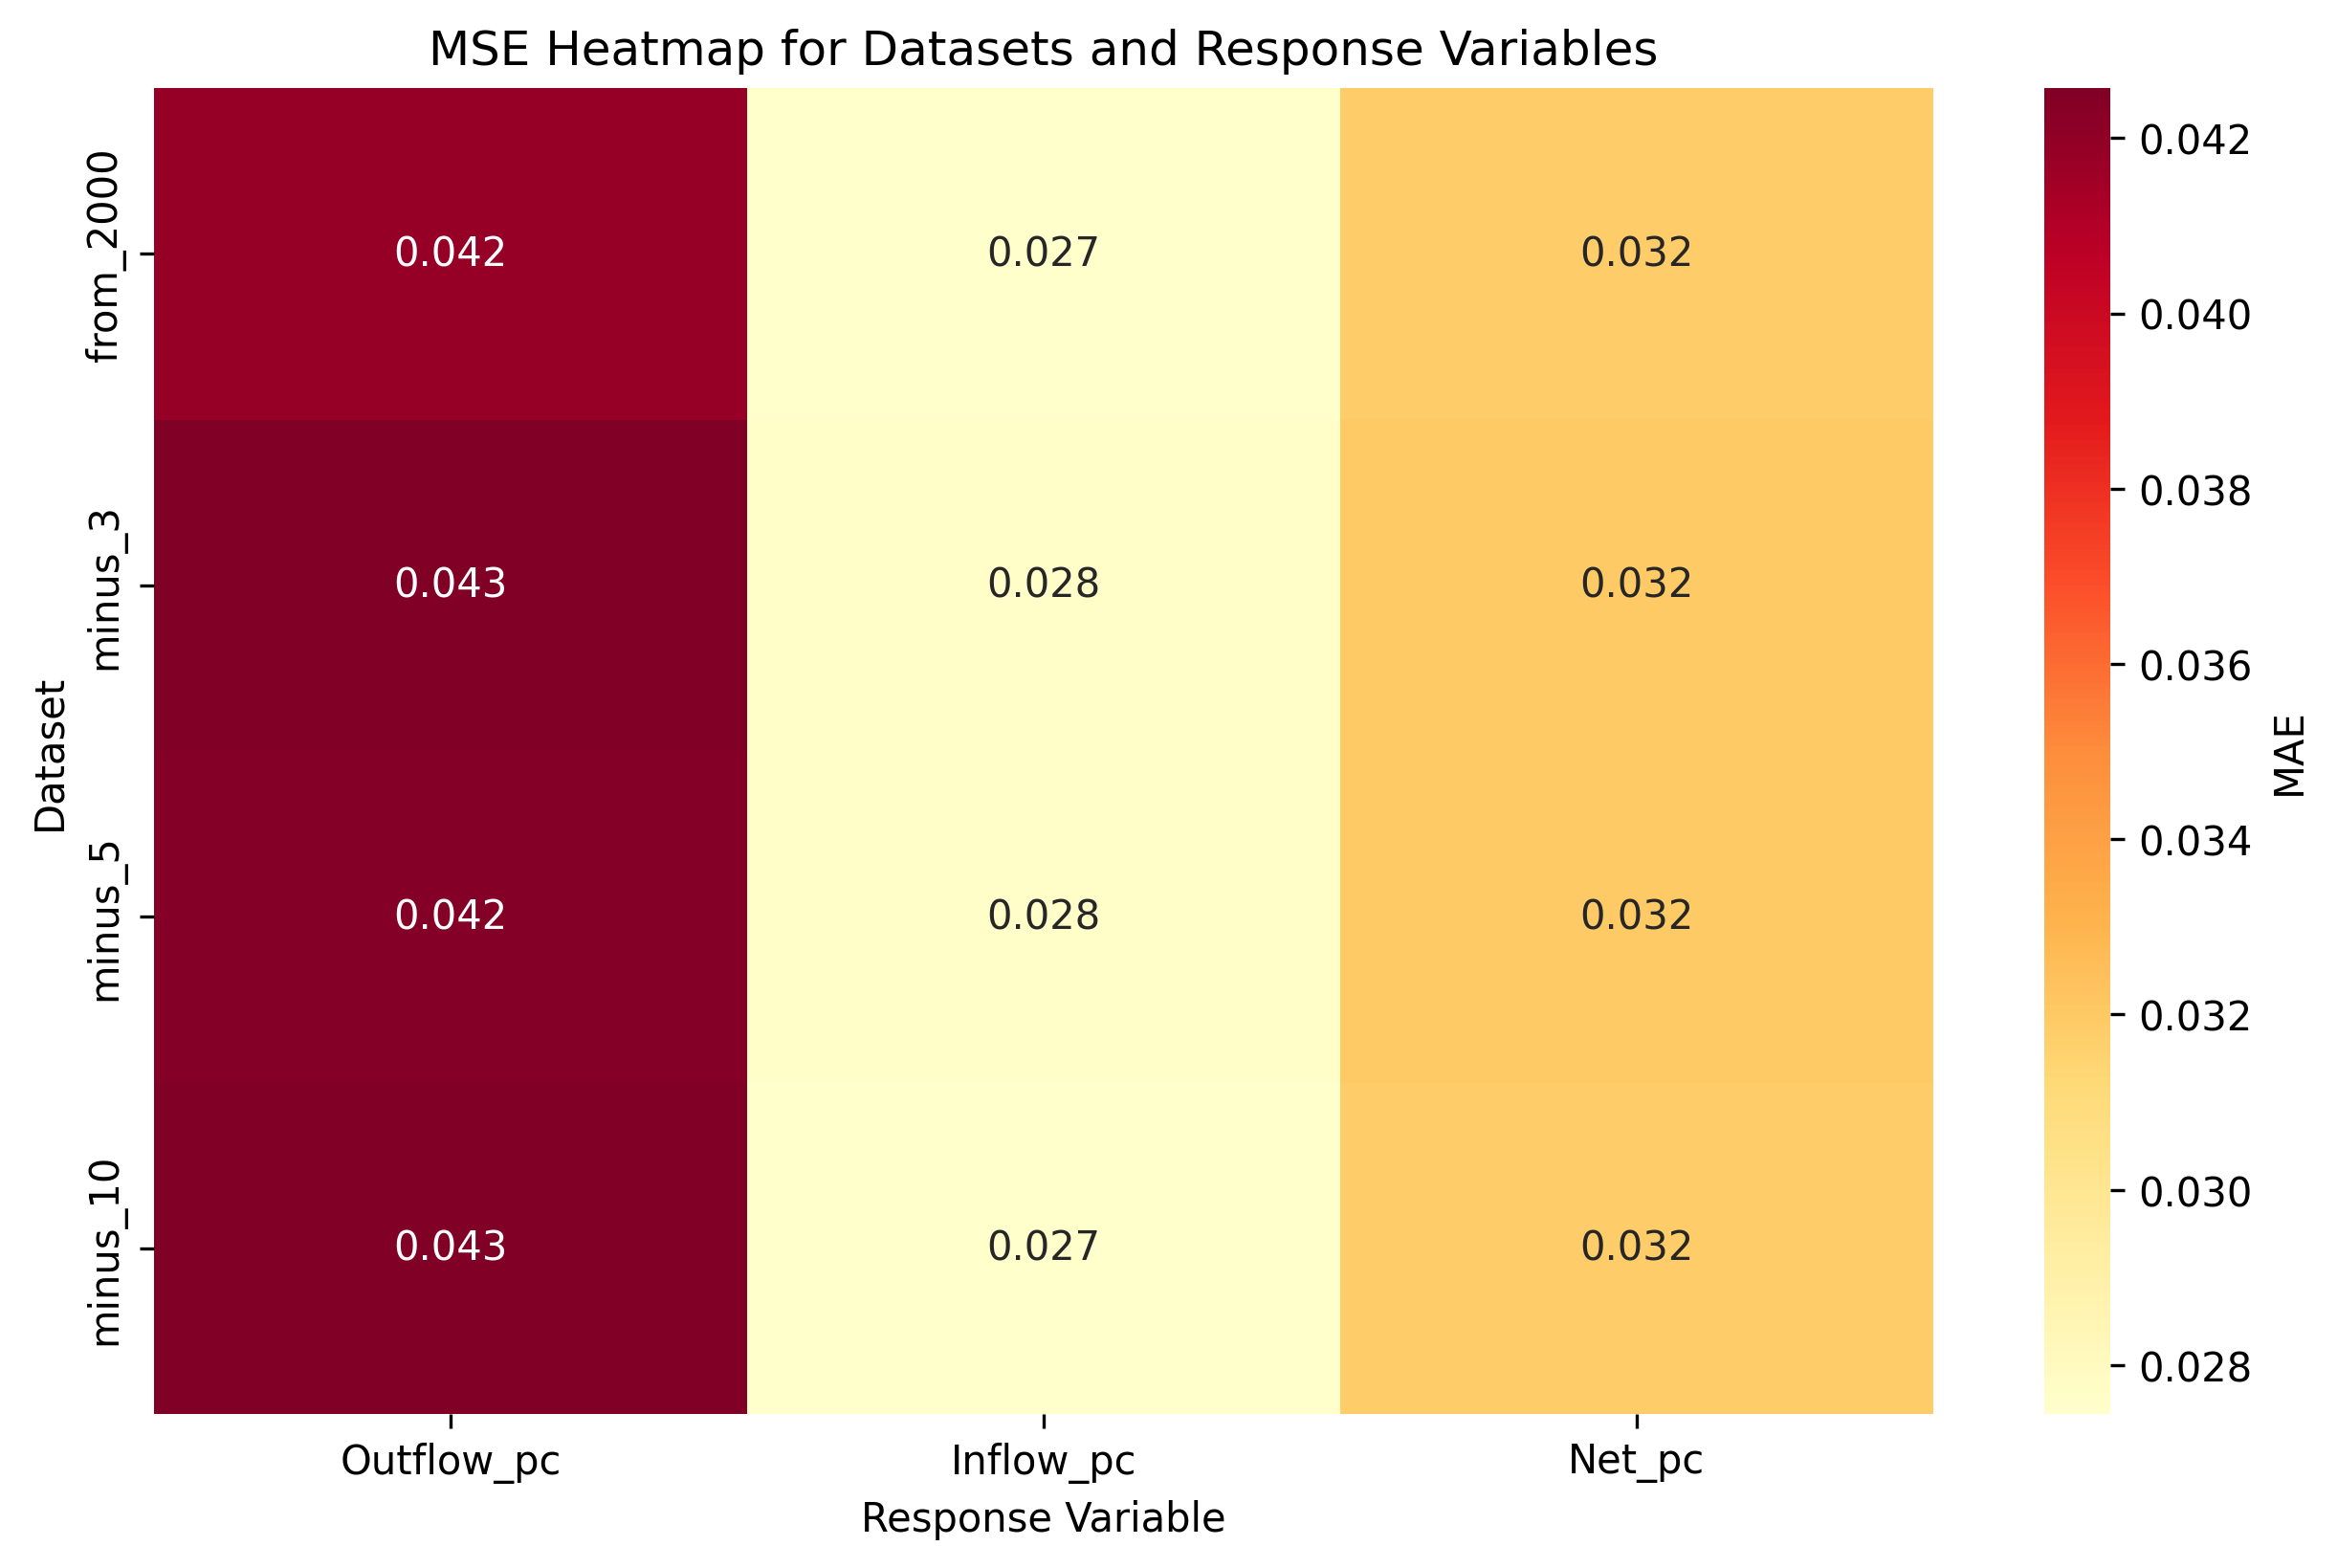 MSE Heatmap for Datasets and Response Variables
Dataset
from_2000
0.042
0.027
0.032
minus_3
0.043
0.028
0.032
minus_5
0.042
0.028
0.032
minus_10
0.043
0.027
0.032
Outflow_pc
Inflow_pc
Net_pc
Response Variable
0.042
0.040
0.038
0.036
0.034
0.032
0.030
0.028
MAE